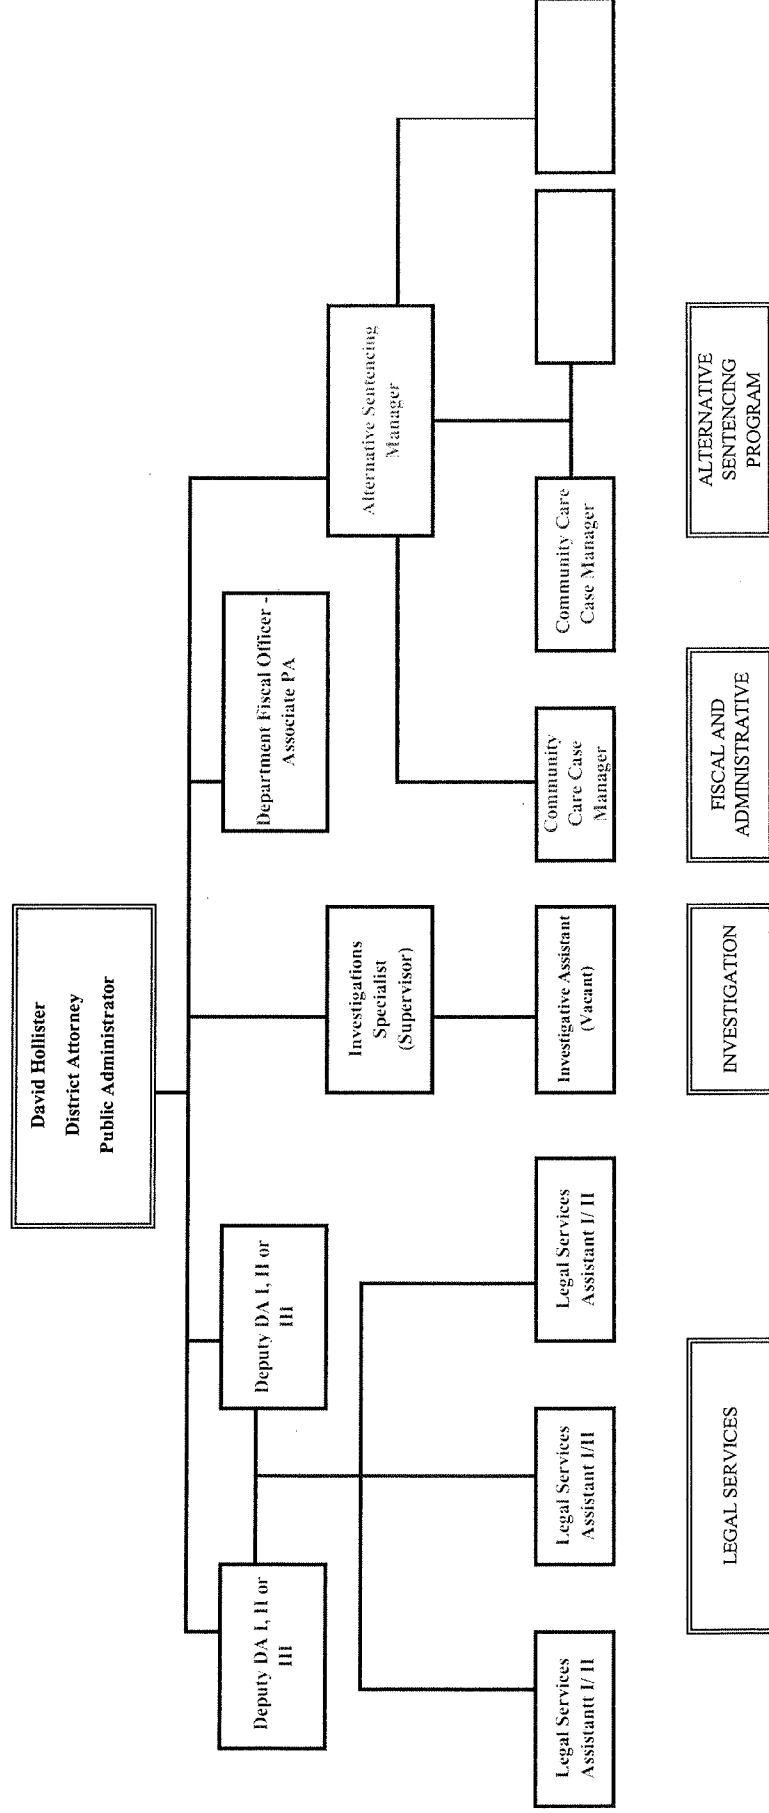 David Hollister
District Attorney
Public Administrator
Deputy DA I, II or
III
Deputy DA I, II or
III
Department Fiscal Officer -
Associate PA
Investigations
Specialist
(Supervisor)
Alternative Sentencing
Manager
Legal Services
Assistantt I/ II
Legal Services
Assistant I/II
Legal Services
Assistant I/ II
Investigative Assistant
(Vacant)
Community
Care Case
Manager
Community Care
Case Manager
LEGAL SERVICES
INVESTIGATION
FISCAL AND
ADMINISTRATIVE
ALTERNATIVE
SENTENCING
PROGRAM